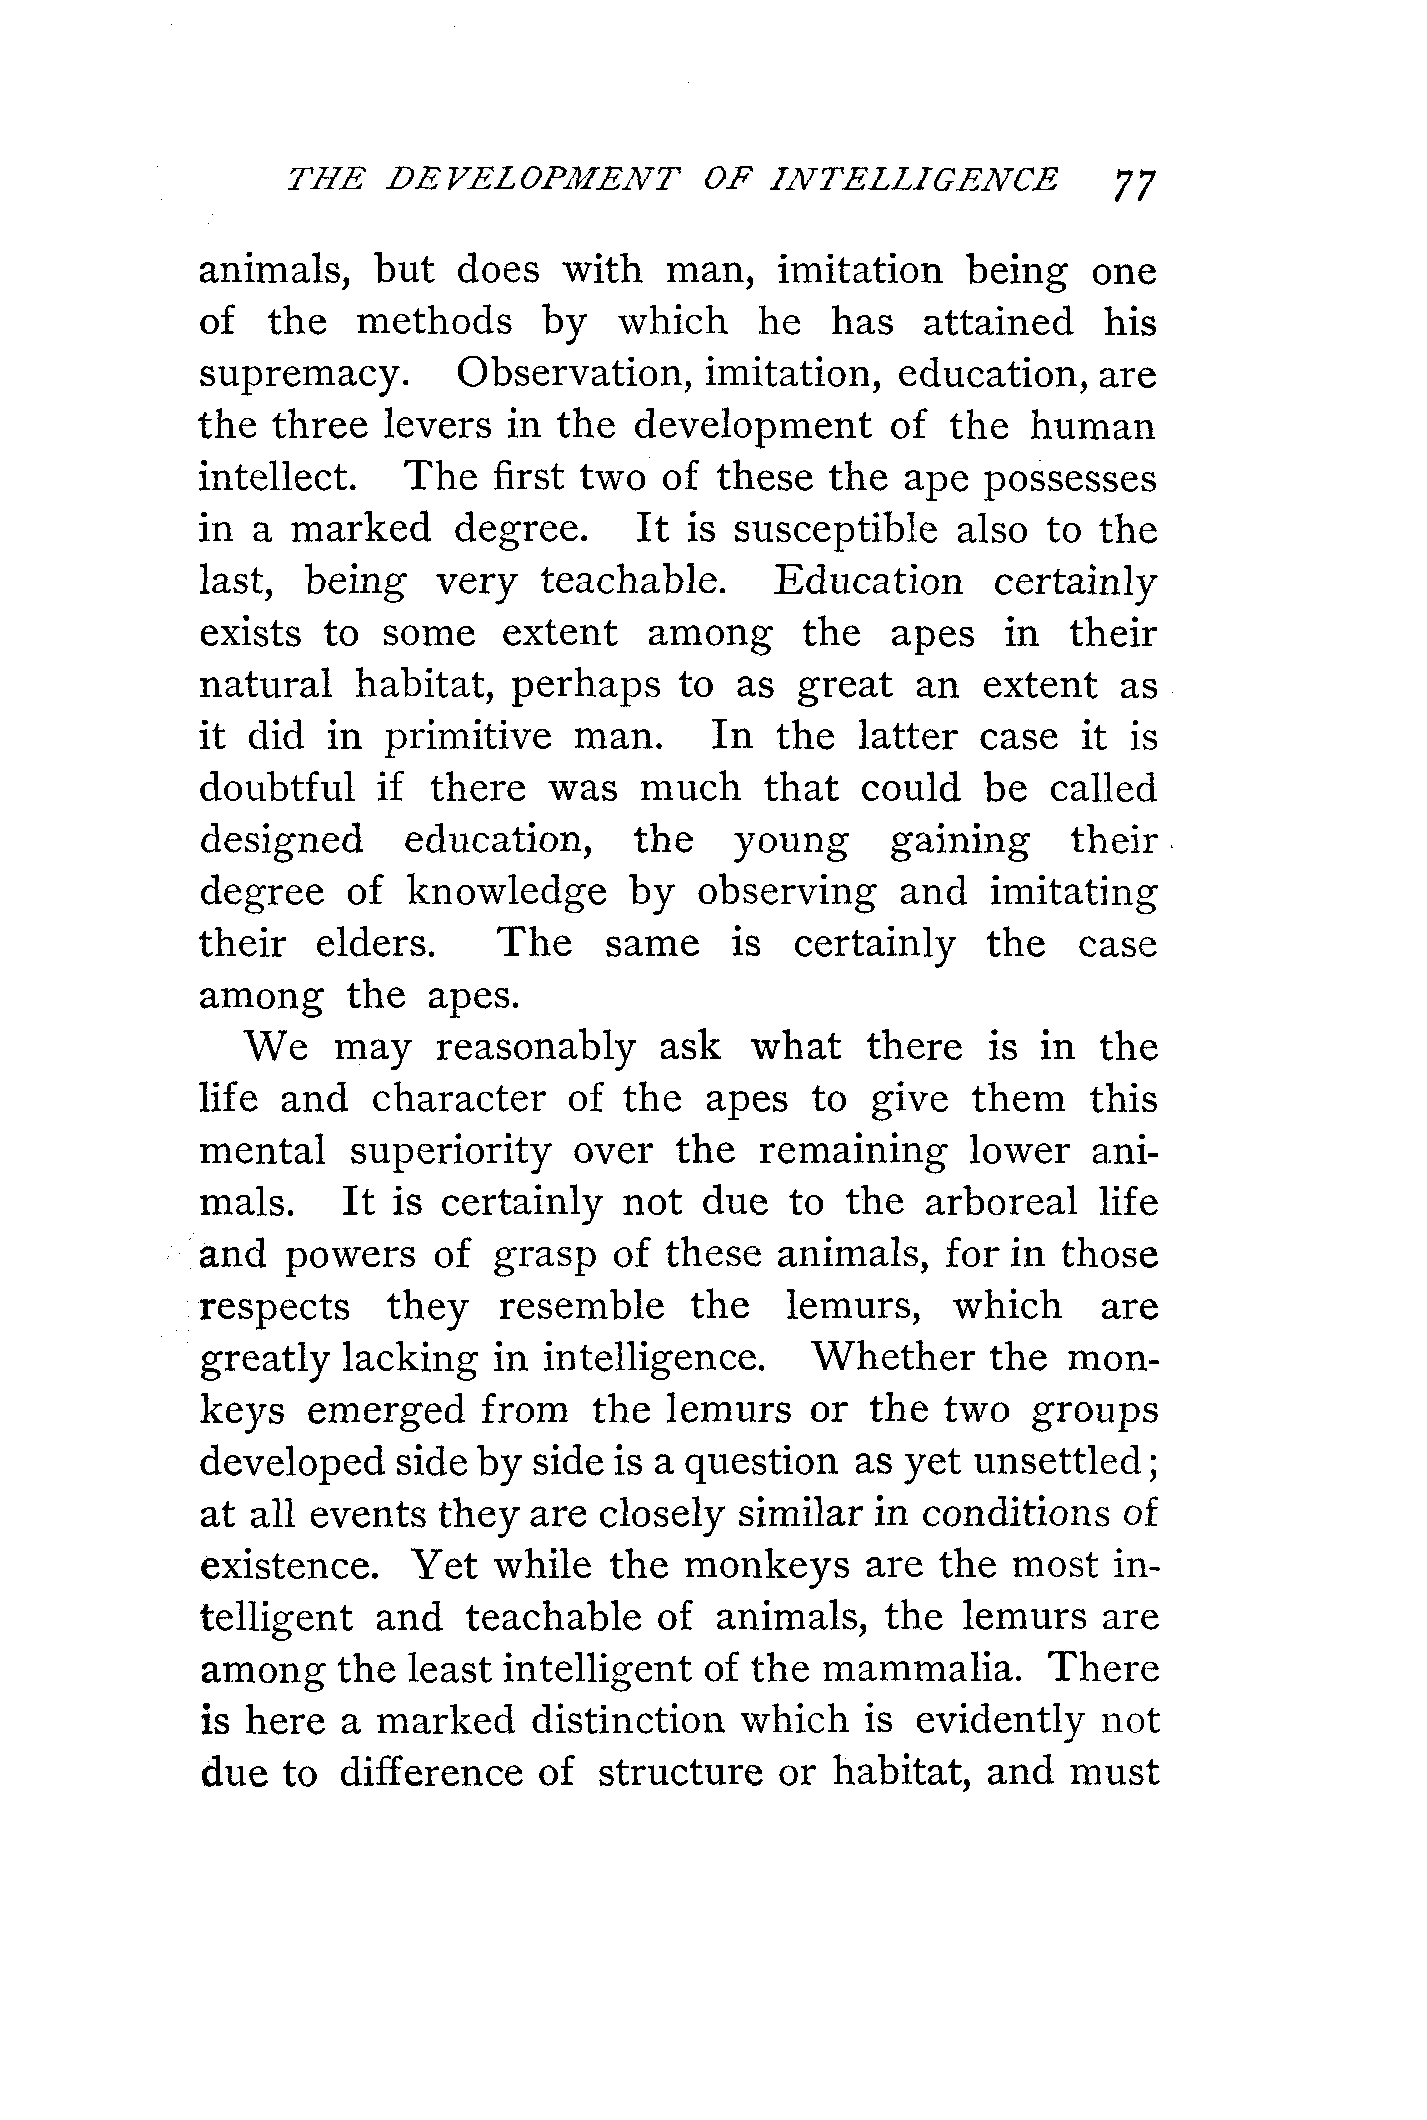 THE DEVELOPMENT OF INTELLIGENCE 77
animals, but does with man, imitation being one
of the methods by which he has attained his
supremacy. Observation, imitation, education, are
the three levers in the development of the human
intellect. The first two of these the ape possesses
in a marked degree. It is susceptible also to the
last, being very teachable. Education certainly
exists to some extent among the apes in their
natural habitat, perhaps to as great an extent as
it did in primitive man. In the latter case it is
doubtful if there was much that could be called
designed education, the young gaining their
degree of knowledge by observing and imitating
their elders. The same is certainly the case
among the apes.
We may reasonably ask what there is in the
life and character of the apes to give them this
mental superiority over the remaining lower ani-
mals. It is certainly not due to the arboreal life
and powers of grasp of these animals, for in those
respects they resemble the lemurs, which are
greatly lacking in intelligence. Whether the mon-
keys emerged from the lemurs or the two groups
developed side by side is a question as yet unsettled;
at all events they are closely similar in conditions of
existence. Yet while the monkeys are the most in-
telligent and teachable of animals, the lemurs are
among the least intelligent of the mammalia. There
is here a marked distinction which is evidently not
due to difference of structure or habitat, and must